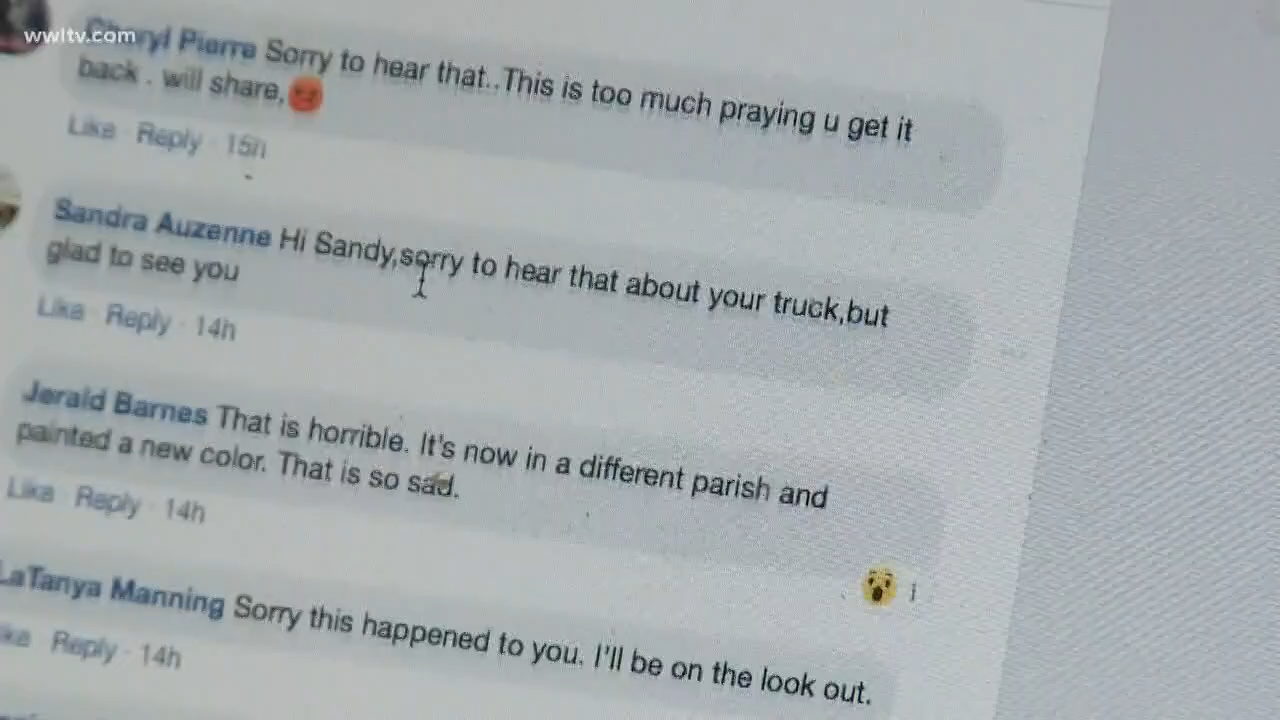 wwltv.com
Cheryl Pierre Sorry to hear that..This is too much praying u get it
back . will share,
Like · Reply · 15h
Sandra Auzenne Hi Sandy,sorry to hear that about your truck,but
glad to see you
Like · Reply · 14h
Jerald Barnes That is horrible. It's now in a different parish and
painted a new color. That is so sad.
1
Like · Reply · 14h
LaTanya Manning Sorry this happened to you. I'll be on the look out.
Like Reply · 14h